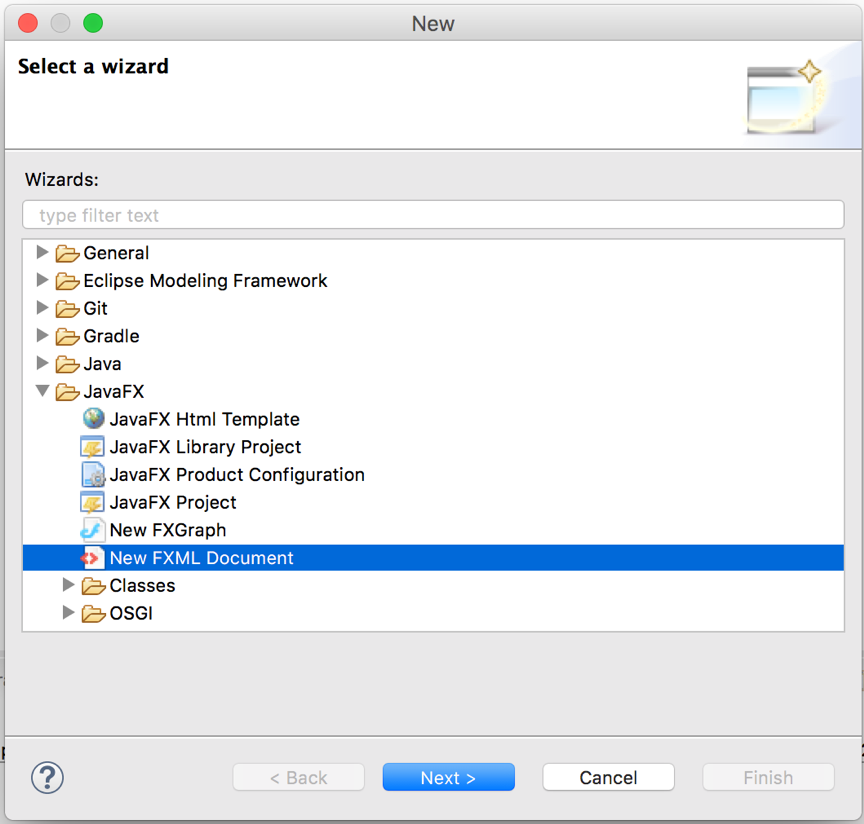 New
Select a wizard
Wizards:
type filter text
General
Eclipse Modeling Framework
Git
Gradle
Java
JavaFX
JavaFX Html Template
JavaFX Library Project
JavaFX Product Configuration
JavaFX Project
New FXGraph
New FXML Document
Classes
OSGI
? < Back Next > Cancel Finish